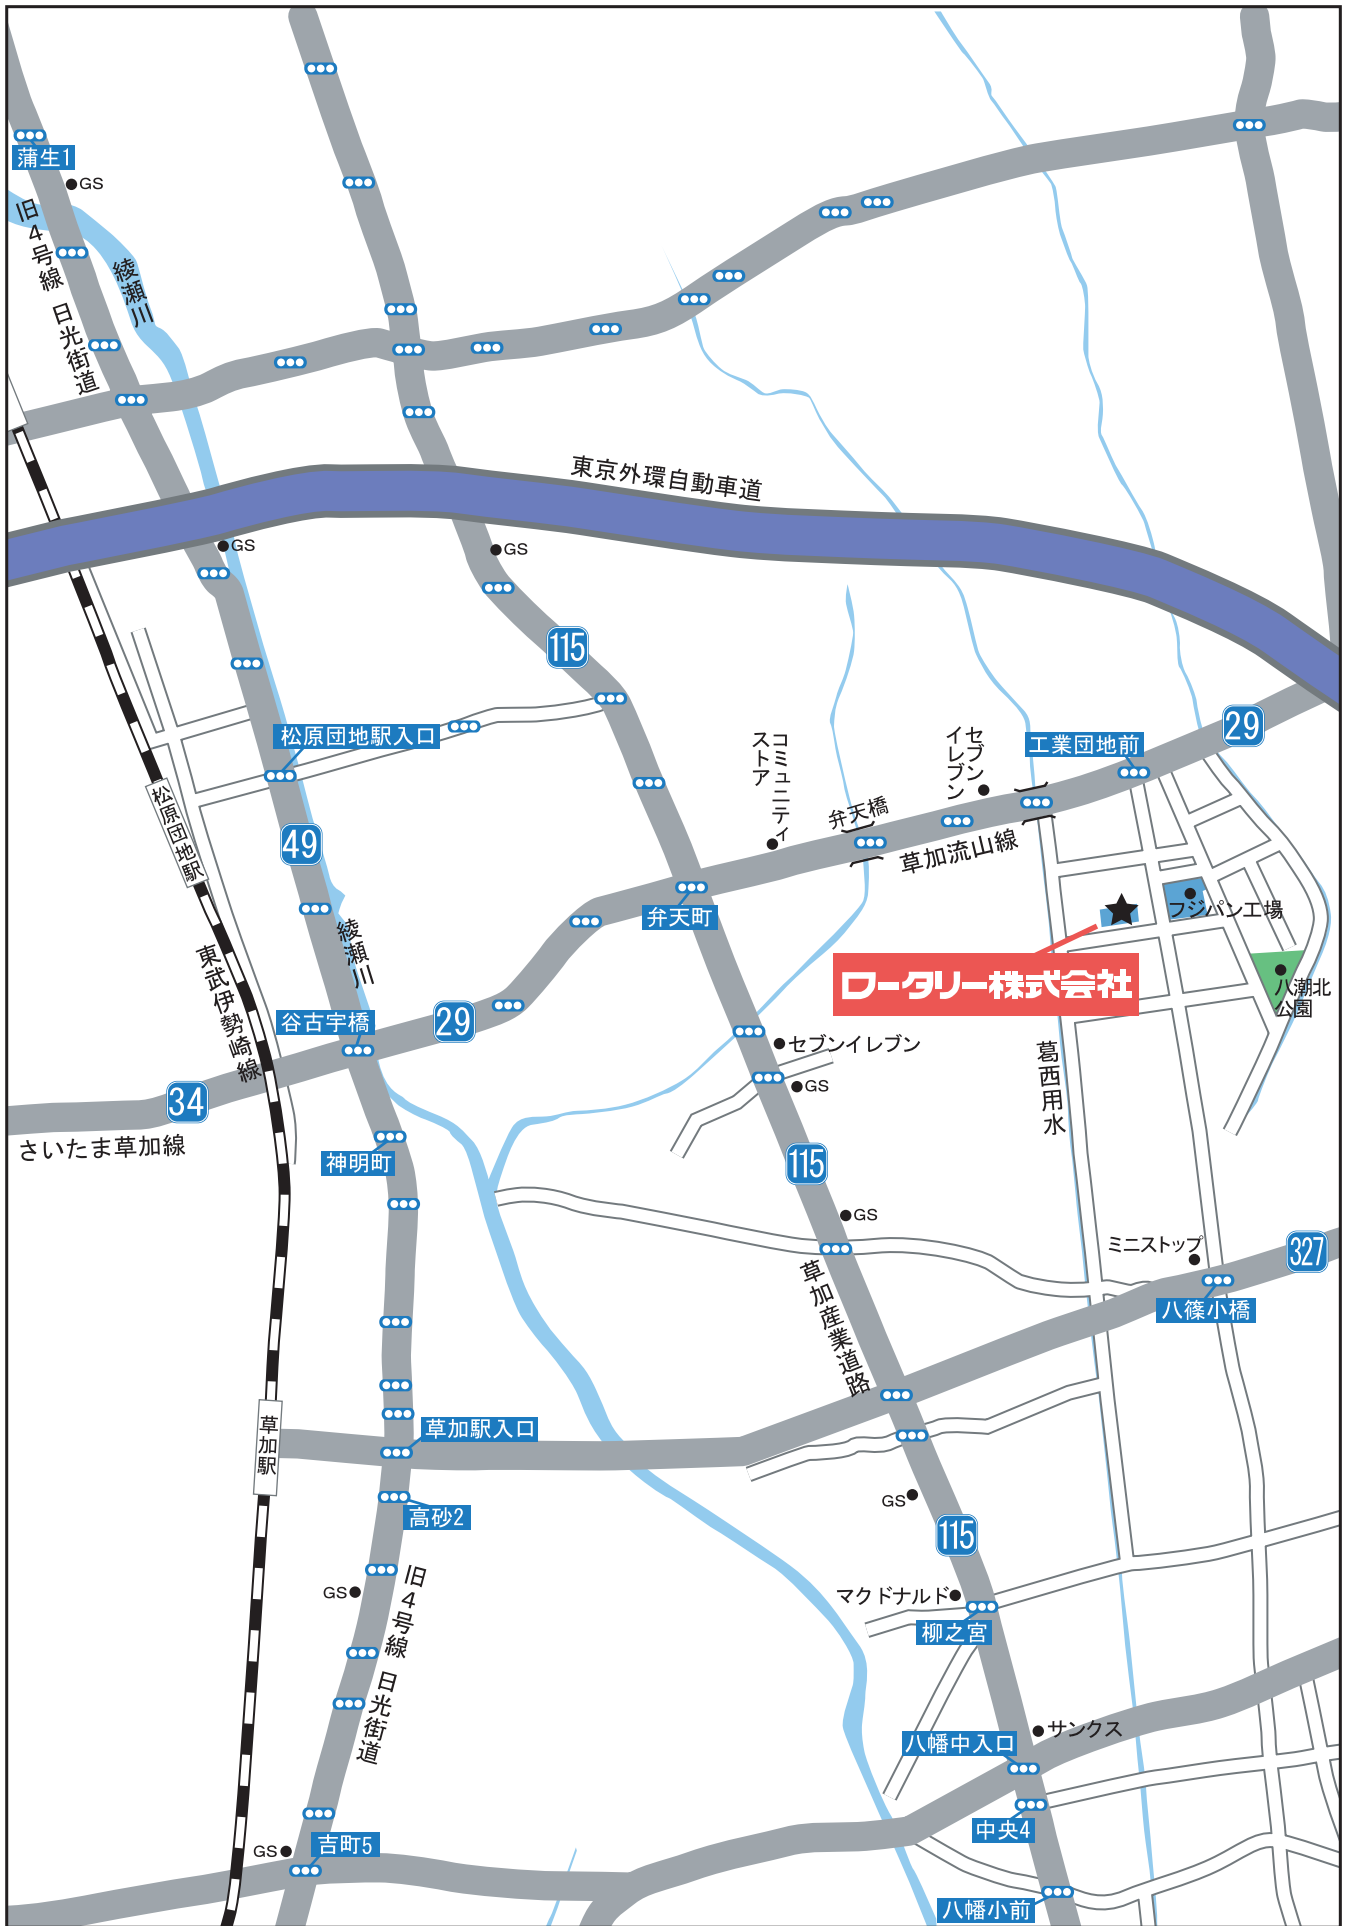 蒲生1
GS
旧4号線 日光街道
綾瀬川
東京外環自動車道
GS
GS
115
松原団地駅入口
コミュニティ
ストア
セブン
イレブン
工業団地前
29
松原団地駅
49
弁天橋
草加流山線
弁天町
フジパン工場
綾瀬川
東武伊勢崎線
ロータリー株式会社
八潮北
公園
谷古宇橋
29
セブンイレブン
葛西用水
34
GS
さいたま草加線
神明町
115
GS
ミニストップ
327
草加産業道路
八篠小橋
草加駅
草加駅入口
高砂2
GS
115
GS
旧4号線 日光街道
マクドナルド
柳之宮
サンクス
八幡中入口
中央4
吉町5
GS
八幡小前